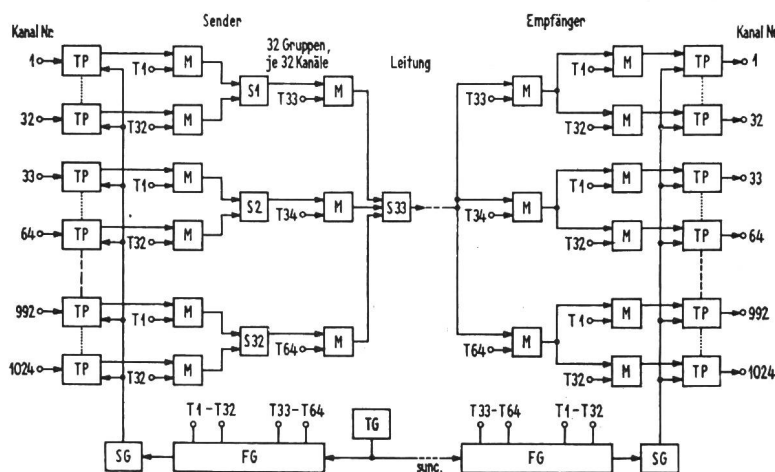 Sender
Empfänger
Kanal Nr.
32 Gruppen,
je 32 Kanäle
Leitung
Kanal Nr
1 TP M T1 S1 M T33 T33 M M T1 TP 1
32 TP T32 M M T32 TP 32
33 TP T1 M S2 T34 M S33 T34 M T1 M TP 33
64 TP T32 M T32 M TP 64
992 TP T1 M S32 T64 M T64 M T1 M TP 992
1024 TP T32 M T32 M TP 1024
T1-T32 T33-T64 TG T33-T64 T1-T32
SG FG sync. FG SG